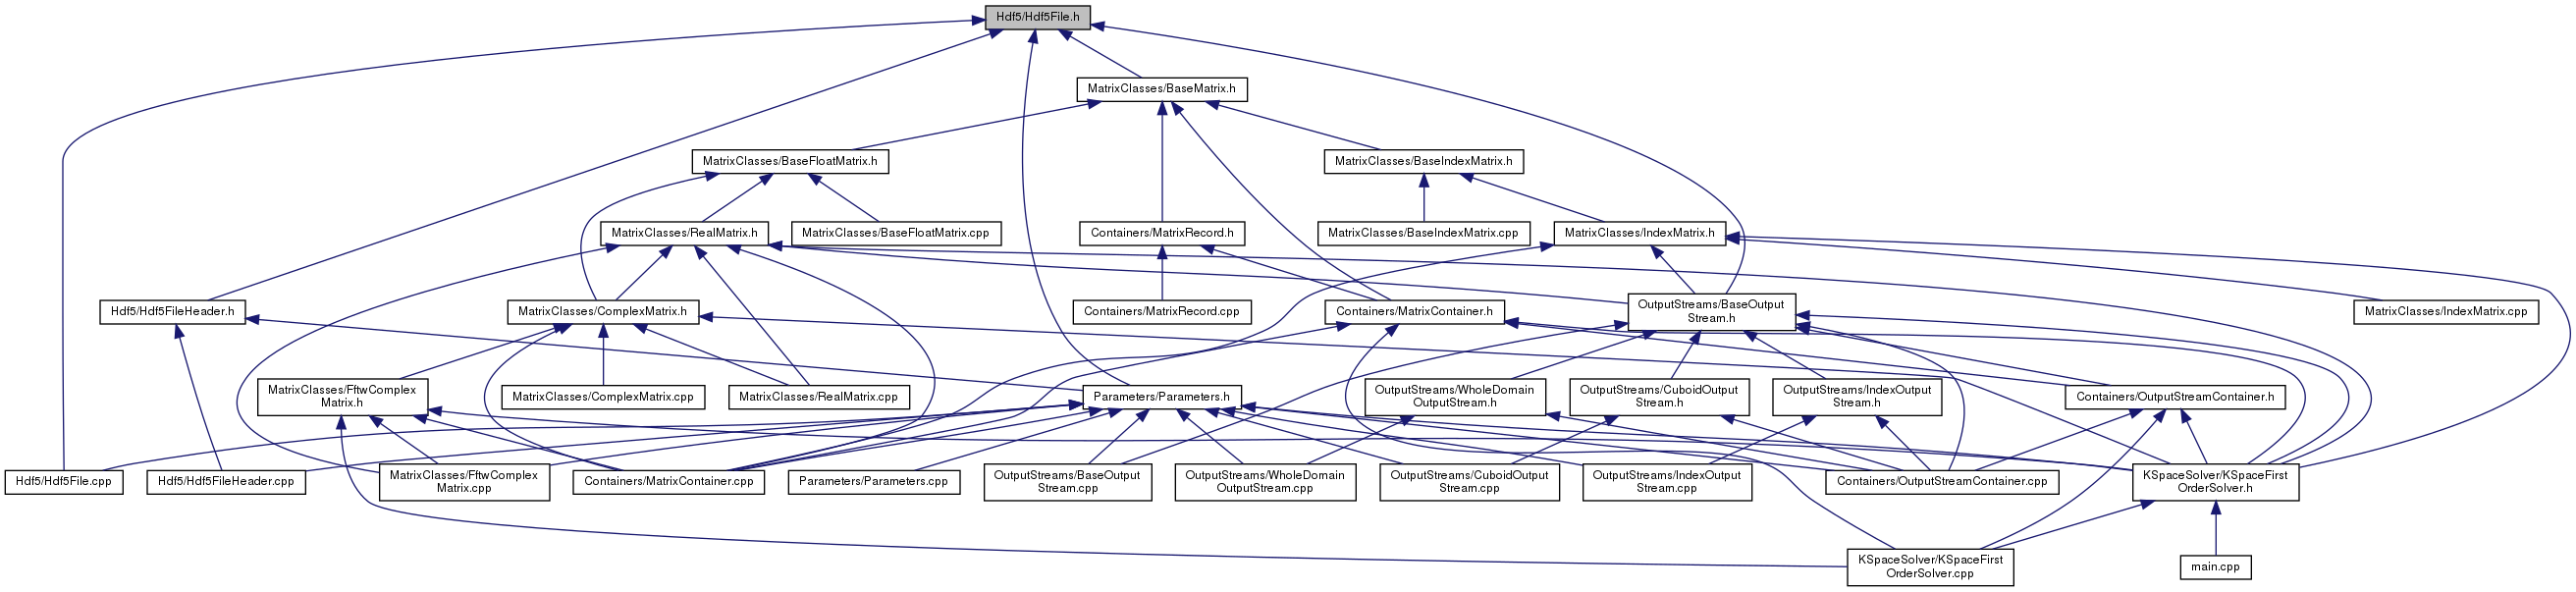 Hdf5/Hdf5File.h
MatrixClasses/BaseMatrix.h
MatrixClasses/BaseFloatMatrix.h
MatrixClasses/BaseIndexMatrix.h
MatrixClasses/RealMatrix.h
MatrixClasses/BaseFloatMatrix.cpp
Containers/MatrixRecord.h
MatrixClasses/BaseIndexMatrix.cpp
MatrixClasses/IndexMatrix.h
Hdf5/Hdf5FileHeader.h
MatrixClasses/ComplexMatrix.h
Containers/MatrixRecord.cpp
Containers/MatrixContainer.h
OutputStreams/BaseOutput
Stream.h
MatrixClasses/IndexMatrix.cpp
MatrixClasses/FftwComplex
Matrix.h
MatrixClasses/ComplexMatrix.cpp
MatrixClasses/RealMatrix.cpp
Parameters/Parameters.h
OutputStreams/WholeDomain
OutputStream.h
OutputStreams/CuboidOutput
Stream.h
OutputStreams/IndexOutput
Stream.h
Containers/OutputStreamContainer.h
Hdf5/Hdf5File.cpp
Hdf5/Hdf5FileHeader.cpp
MatrixClasses/FftwComplex
Matrix.cpp
Containers/MatrixContainer.cpp
Parameters/Parameters.cpp
OutputStreams/BaseOutput
Stream.cpp
OutputStreams/WholeDomain
OutputStream.cpp
OutputStreams/CuboidOutput
Stream.cpp
OutputStreams/IndexOutput
Stream.cpp
Containers/OutputStreamContainer.cpp
KSpaceSolver/KSpaceFirst
OrderSolver.h
KSpaceSolver/KSpaceFirst
OrderSolver.cpp
main.cpp